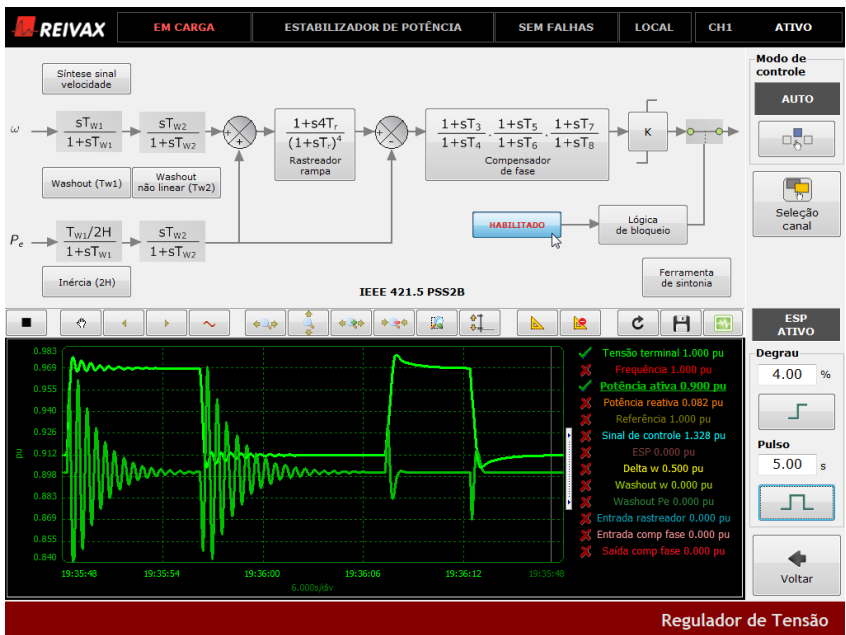 REIVAX
EM CARGA
ESTABILIZADOR DE POTÊNCIA
SEM FALHAS
LOCAL
CH1
ATIVO
Síntese sinal
velocidade
ω
sT_W1
1+sT_W1
sT_W2
1+sT_W2
+
+
1+s4T_r
(1+sT_r)^4
Rastreador
rampa
+
-
1+sT_3
1+sT_4
.
1+sT_5
1+sT_6
.
1+sT_7
1+sT_8
Compensador
de fase
K
Washout (Tw1)
Washout
não linear (Tw2)
P_e
T_W1/2H
1+sT_W1
sT_W2
1+sT_W2
HABILITADO
Lógica
de bloqueio
Inércia (2H)
IEEE 421.5 PSS2B
Ferramenta
de sintonia
Modo de
controle
AUTO
Seleção
canal
ESP
ATIVO
Degrau
4.00 %
Pulso
5.00 s
Voltar
0.983
0.969
0.955
0.940
0.926
0.912
0.898
0.883
0.869
0.855
0.840
pu
19:35:48
19:35:54
19:36:00
19:36:06
19:36:12
19:35:48
6.000s/div
Tensão terminal 1.000 pu
Frequência 1.000 pu
Potência ativa 0.900 pu
Potência reativa 0.082 pu
Referência 1.000 pu
Sinal de controle 1.328 pu
ESP 0.000 pu
Delta w 0.500 pu
Washout w 0.000 pu
Washout Pe 0.000 pu
Entrada rastreador 0.000 pu
Entrada comp fase 0.000 pu
Saída comp fase 0.000 pu
Regulador de Tensão